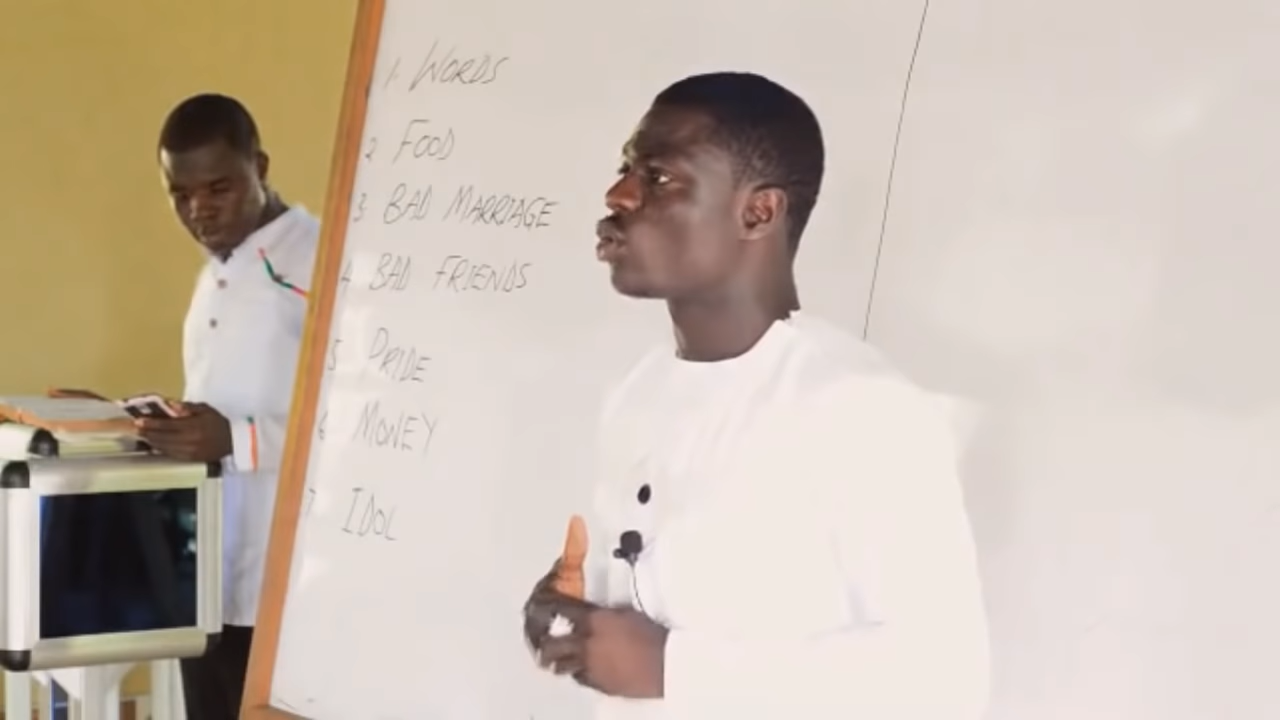 1. WORDS
2 FOOD
3 BAD MARRIAGE
4 BAD FRIENDS
5 PRIDE
6 MONEY
7 IDOL